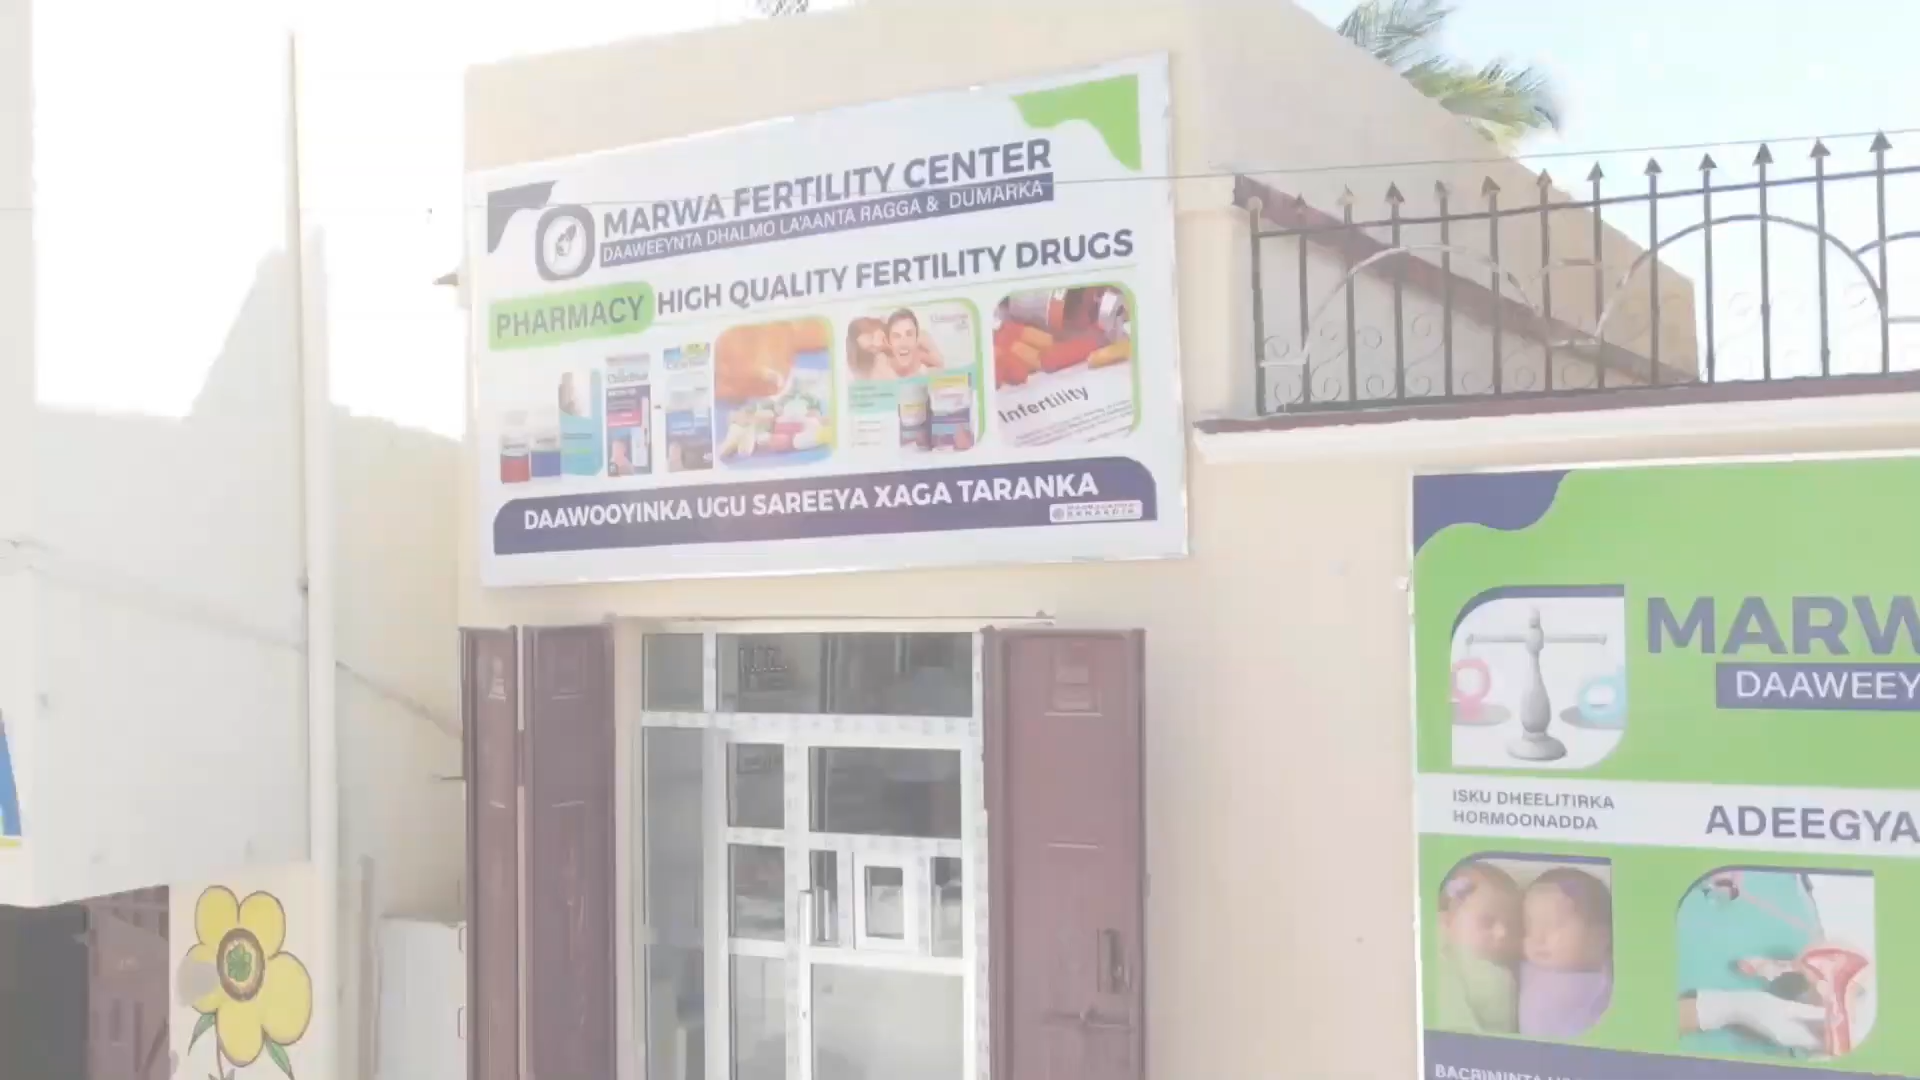 MARWA FERTILITY CENTER
DAAWEEYNTA DHALMO LA'AANTA RAGGA & DUMARKA
PHARMACY HIGH QUALITY FERTILITY DRUGS
Infertility
DAAWOOYINKA UGU SAREEYA XAGA TARANKA
MARW
DAAWEEY
ISKU DHEELITIRKA
HORMOONADDA
ADEEGYA
BACRIMINTA